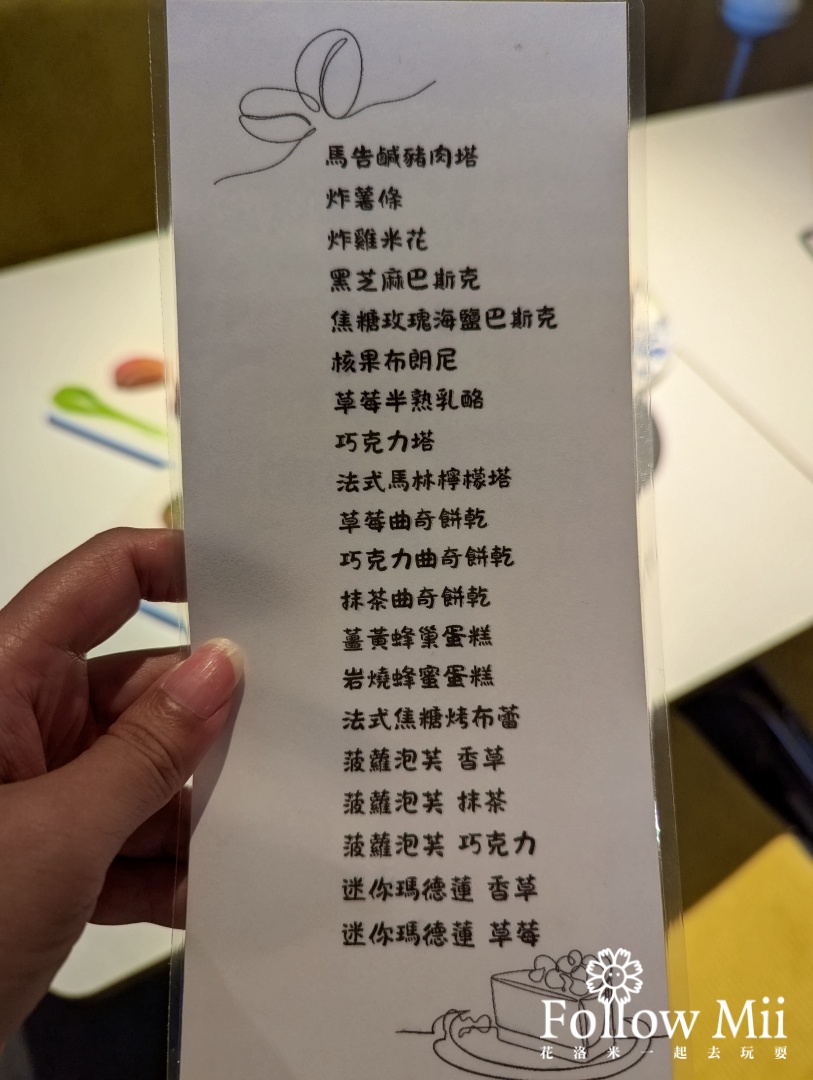 馬告鹹豬肉塔
炸薯條
炸雞米花
黑芝麻巴斯克
焦糖玫瑰海鹽巴斯克
核果布朗尼
草莓半熟乳酪
巧克力塔
法式馬林檸檬塔
草莓曲奇餅乾
巧克力曲奇餅乾
抹茶曲奇餅乾
薑黃蜂巢蛋糕
岩燒蜂蜜蛋糕
法式焦糖烤布蕾
菠蘿泡芙 香草
菠蘿泡芙 抹茶
菠蘿泡芙 巧克力
迷你瑪德蓮 香草
迷你瑪德蓮 草莓
Follow Mii
花洛米一起去玩耍